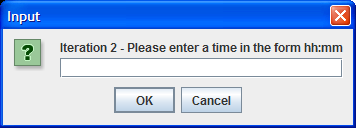 Input
Iteration 2 - Please enter a time in the form hh:mm
?
OK
Cancel